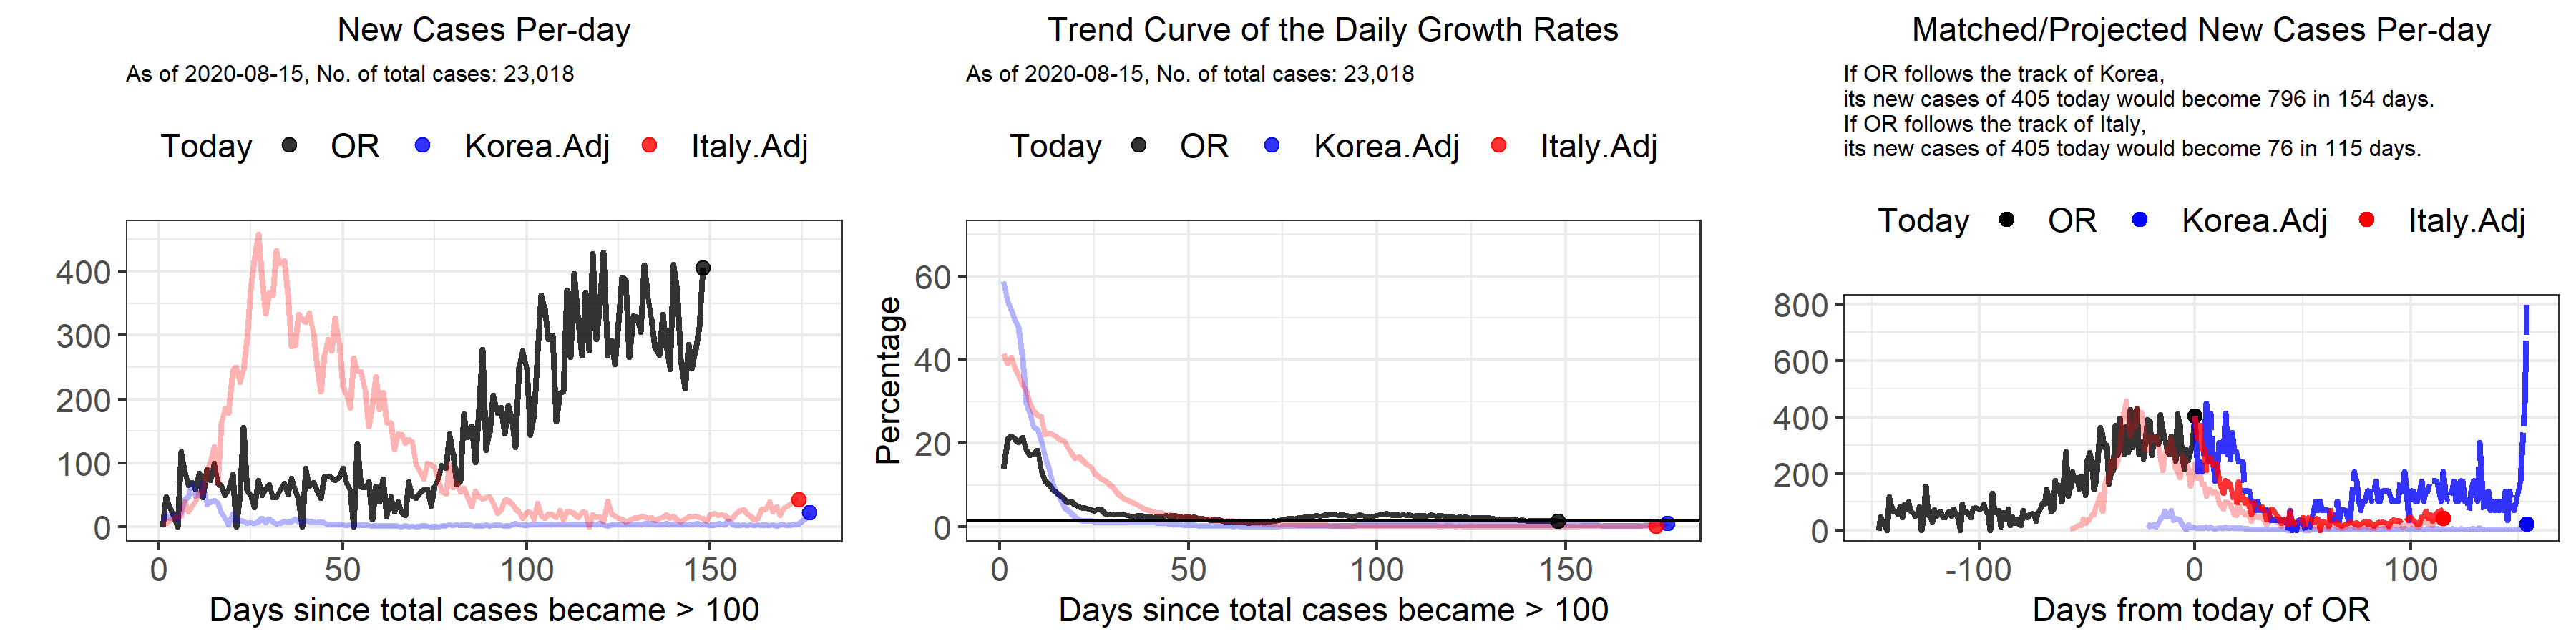 New Cases Per-day
As of 2020-08-15, No. of total cases: 23,018
Today OR Korea.Adj Italy.Adj
400
300
200
100
0
0 50 100 150
Days since total cases became > 100
Trend Curve of the Daily Growth Rates
As of 2020-08-15, No. of total cases: 23,018
Today OR Korea.Adj Italy.Adj
Percentage
60
40
20
0
0 50 100 150
Days since total cases became > 100
Matched/Projected New Cases Per-day
If OR follows the track of Korea,
its new cases of 405 today would become 796 in 154 days.
If OR follows the track of Italy,
its new cases of 405 today would become 76 in 115 days.
Today OR Korea.Adj Italy.Adj
800
600
400
200
0
-100 0 100
Days from today of OR